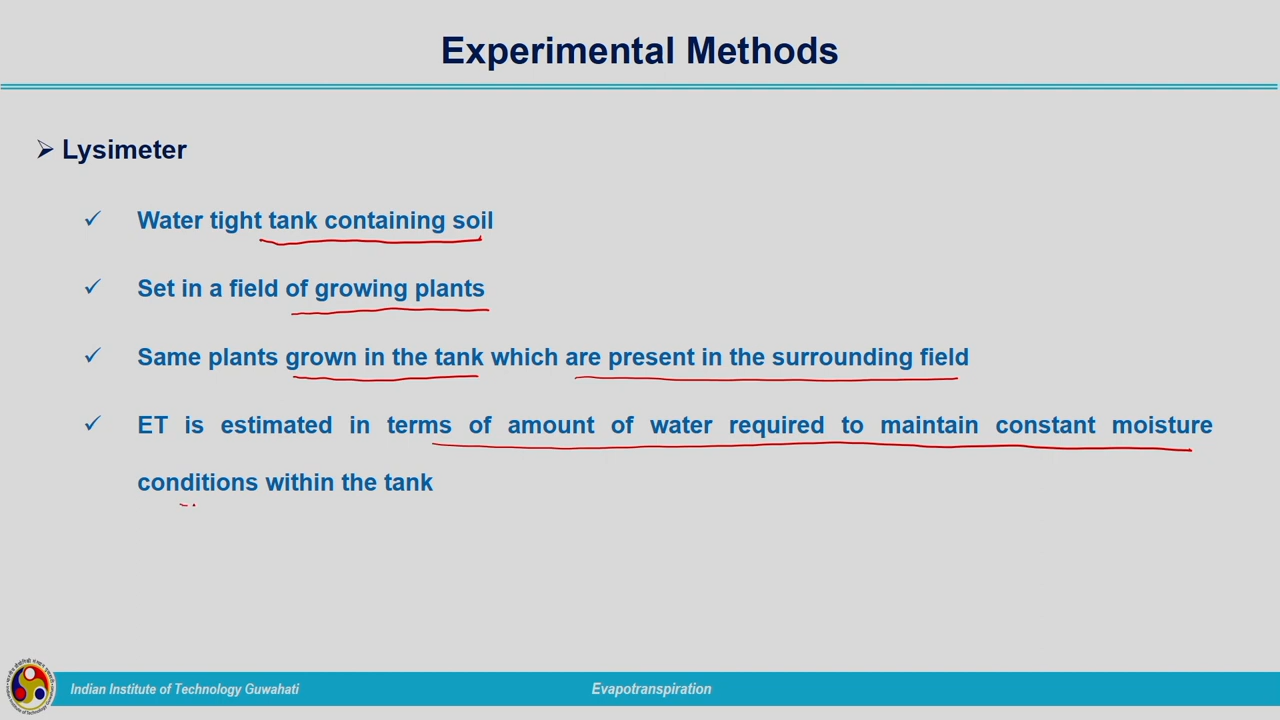 Experimental Methods
Lysimeter
Water tight tank containing soil
Set in a field of growing plants
Same plants grown in the tank which are present in the surrounding field
ET is estimated in terms of amount of water required to maintain constant moisture
conditions within the tank
Indian Institute of Technology Guwahati
Evapotranspiration